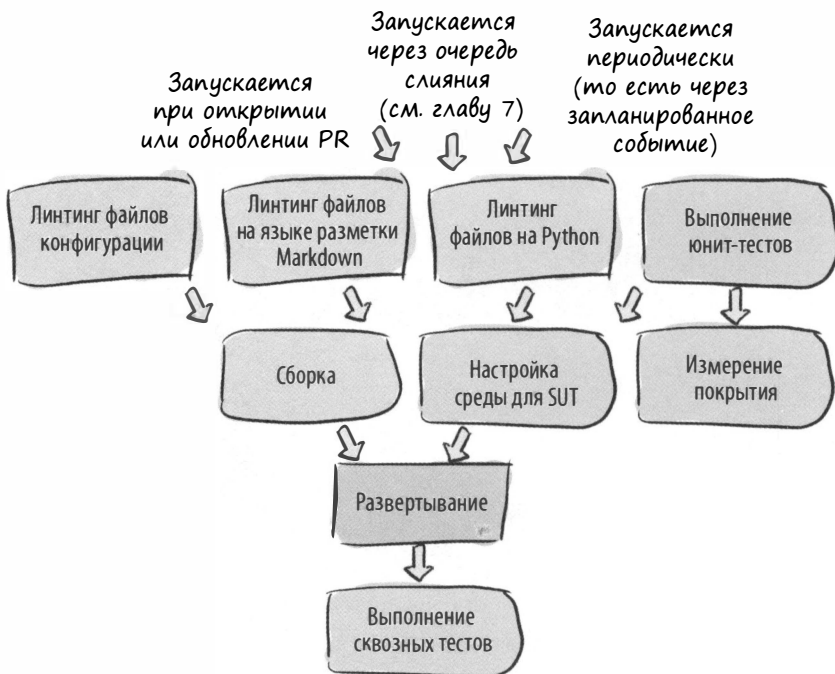 Запускается
при открытии
или обновлении PR
Запускается
через очередь
слияния
(см. главу 7)
Запускается
периодически
(то есть через
запланированное
событие)
Линтинг файлов
конфигурации
Линтинг файлов
на языке разметки
Markdown
Линтинг
файлов на Python
Выполнение
юнит-тестов
Сборка
Настройка
среды для SUT
Измерение
покрытия
Развертывание
Выполнение
сквозных тестов